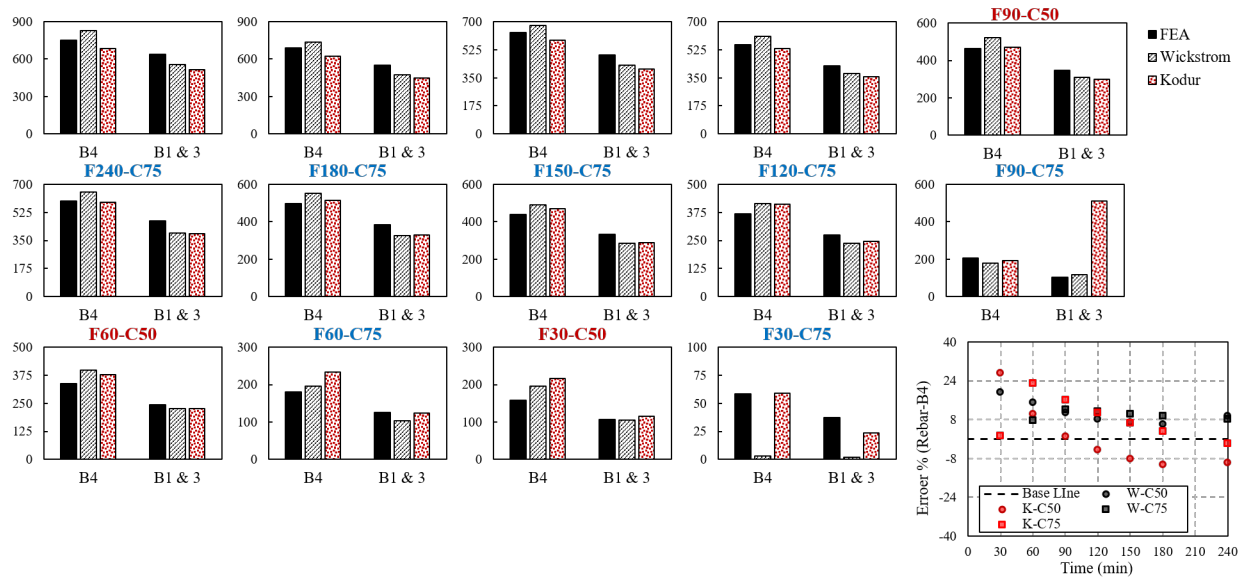 F90-C50
900
600
300
0
B4
B1 & 3
900
600
300
0
B4
B1 & 3
700
525
350
175
0
B4
B1 & 3
700
525
350
175
0
B4
B1 & 3
600
400
200
0
B4
B1 & 3
FEA
Wickstrom
Kodur
F240-C75
700
525
350
175
0
B4
B1 & 3
F180-C75
600
400
200
0
B4
B1 & 3
F150-C75
600
400
200
0
B4
B1 & 3
F120-C75
500
375
250
125
0
B4
B1 & 3
F90-C75
600
400
200
0
B4
B1 & 3
F60-C50
500
375
250
125
0
B4
B1 & 3
F60-C75
300
200
100
0
B4
B1 & 3
F30-C50
300
200
100
0
B4
B1 & 3
F30-C75
100
75
50
25
0
B4
B1 & 3
Erroer % (Rebar-B4)
40
24
8
-8
-24
-40
Base LIne
W-C50
K-C50
W-C75
K-C75
0 30 60 90 120 150 180 210 240
Time (min)